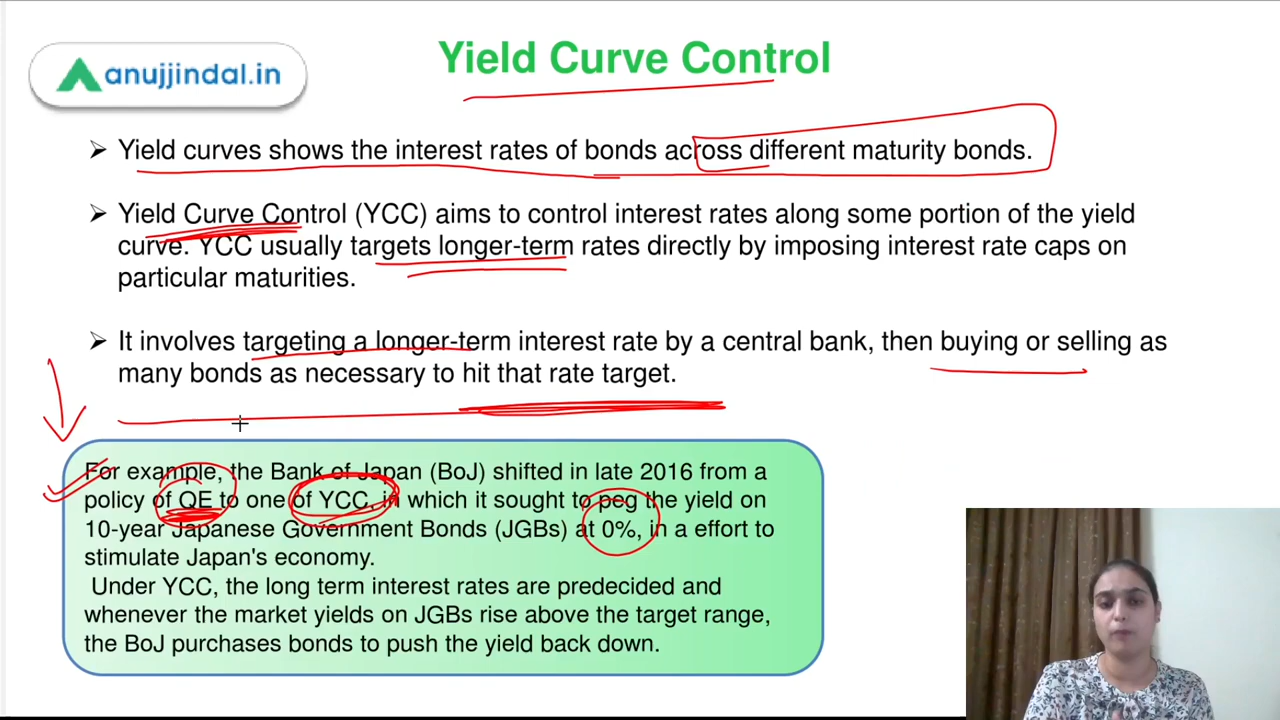 Yield Curve Control
anujjindal.in
Yield curves shows the interest rates of bonds across different maturity bonds.
Yield Curve Control (YCC) aims to control interest rates along some portion of the yield
curve. YCC usually targets longer-term rates directly by imposing interest rate caps on
particular maturities.
It involves targeting a longer-term interest rate by a central bank, then buying or selling as
many bonds as necessary to hit that rate target.
For example, the Bank of Japan (BoJ) shifted in late 2016 from a
policy of QE to one of YCC, in which it sought to peg the yield on
10-year Japanese Government Bonds (JGBs) at 0%, in a effort to
stimulate Japan's economy.
Under YCC, the long term interest rates are predecided and
whenever the market yields on JGBs rise above the target range,
the BoJ purchases bonds to push the yield back down.